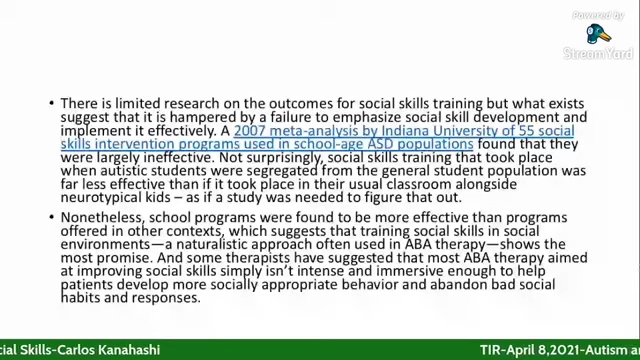 Powered by
StreamYard
• There is limited research on the outcomes for social skills training but what exists
suggest that it is hampered by a failure to emphasize social skill development and
implement it effectively. A 2007 meta-analysis by Indiana University of 55 social
skills intervention programs used in school-age ASD populations found that they
were largely ineffective. Not surprisingly, social skills training that took place
when autistic students were segregated from the general student population was
far less effective than if it took place in their usual classroom alongside
neurotypical kids – as if a study was needed to figure that out.
• Nonetheless, school programs were found to be more effective than programs
offered in other contexts, which suggests that training social skills in social
environments—a naturalistic approach often used in ABA therapy—shows the
most promise. And some therapists have suggested that most ABA therapy aimed
at improving social skills simply isn't intense and immersive enough to help
patients develop more socially appropriate behavior and abandon bad social
habits and responses.
cial Skills-Carlos Kanahashi TIR-April 8,2021-Autism a